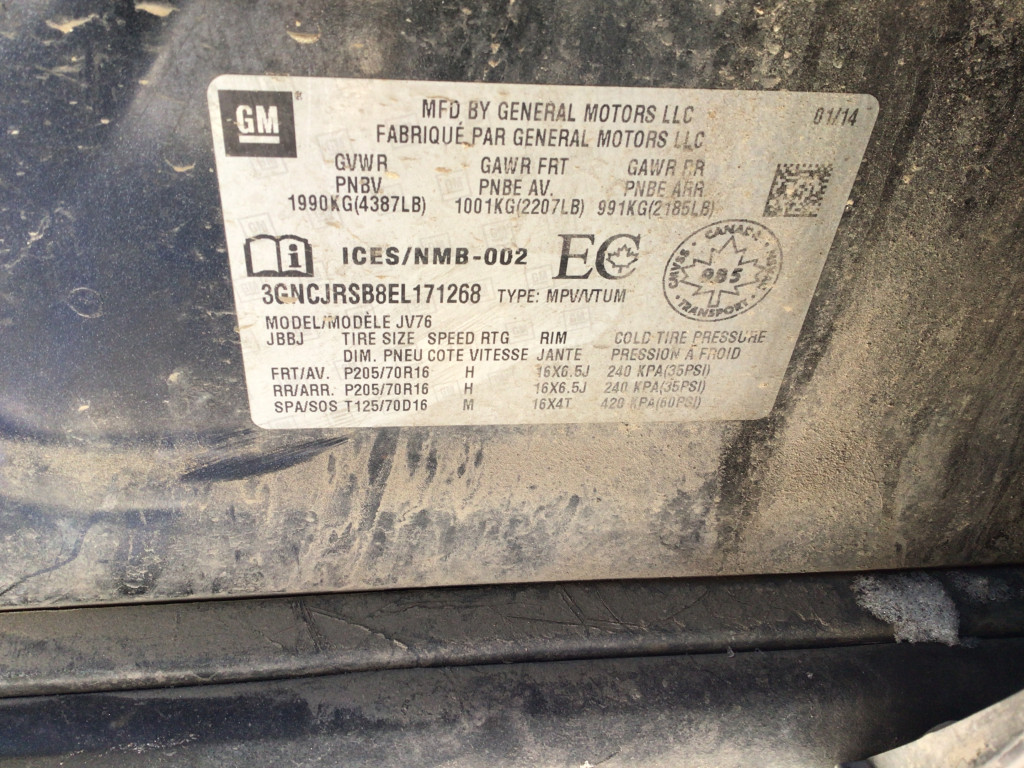 GM
MFD BY GENERAL MOTORS LLC 01/14
FABRIQUÉ PAR GENERAL MOTORS LLC
GVWR GAWR FRT GAWR RR
PNBV PNBE AV. PNBE ARR
1990KG(4387LB) 1001KG(2207LB) 991KG(2185LB)
ICES/NMB-002 EC
CANADA
CMVSS 985 NSVAC
TRANSPORT
3GNCJRSB8EL171268 TYPE: MPV/VTUM
MODEL/MODÈLE JV76
JBBJ TIRE SIZE SPEED RTG RIM COLD TIRE PRESSURE
DIM. PNEU COTE VITESSE JANTE PRESSION À FROID
FRT/AV. P205/70R16 H 16X6.5J 240 KPA(35PSI)
RR/ARR. P205/70R16 H 16X6.5J 240 KPA(35PSI)
SPA/SOS T125/70D16 M 16X4T 420 KPA(60PSI)